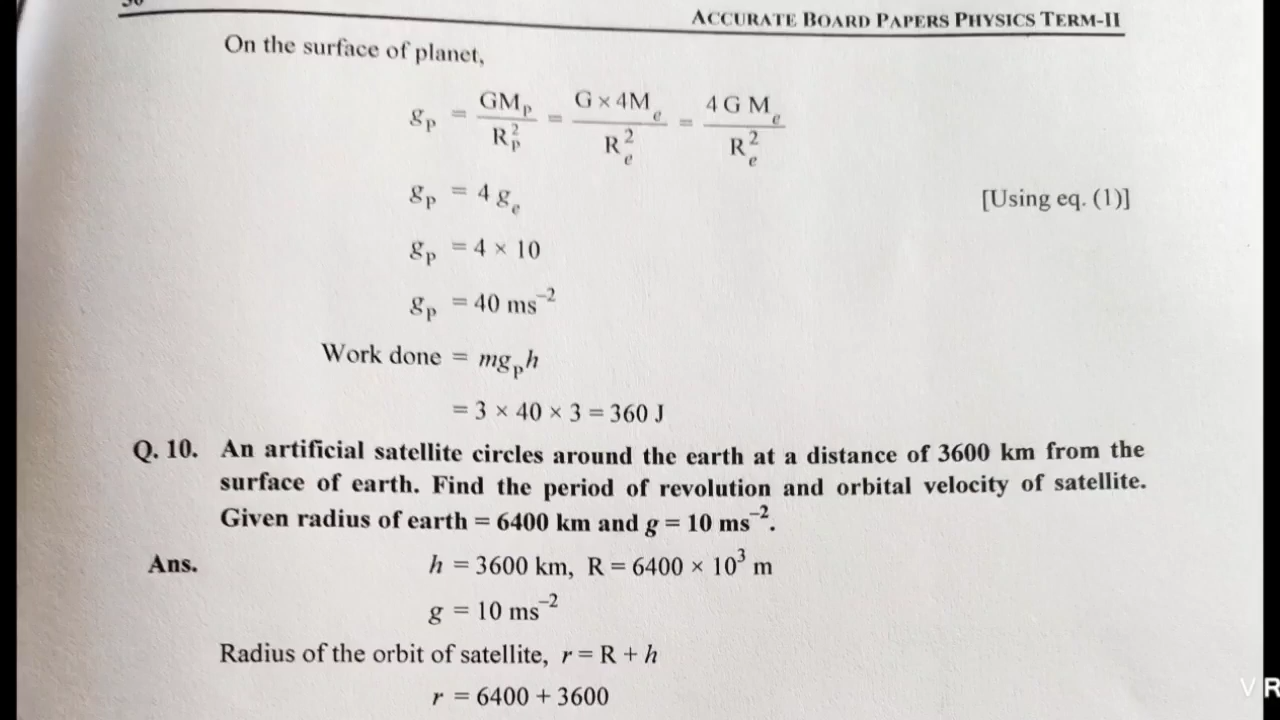 ACCURATE BOARD PAPERS PHYSICS TERM-II
On the surface of planet,
g_p = GM_p / R_p^2 = G × 4M_e / R_e^2 = 4 G M_e / R_e^2
g_p = 4 g_e [Using eq. (1)]
g_p = 4 × 10
g_p = 40 ms^–2
Work done = mg_p h
= 3 × 40 × 3 = 360 J
Q. 10. An artificial satellite circles around the earth at a distance of 3600 km from the
surface of earth. Find the period of revolution and orbital velocity of satellite.
Given radius of earth = 6400 km and g = 10 ms^–2.
Ans. h = 3600 km, R = 6400 × 10^3 m
g = 10 ms^–2
Radius of the orbit of satellite, r = R + h
r = 6400 + 3600
V R